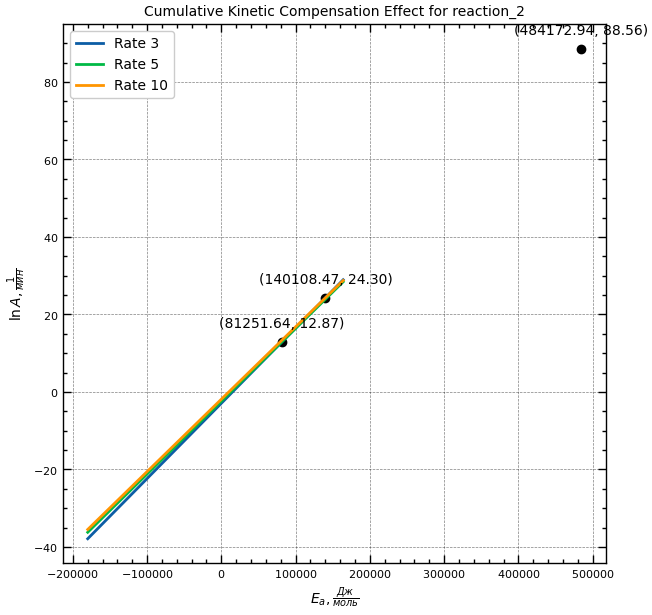 Cumulative Kinetic Compensation Effect for reaction_2
(484172.94, 88.56)
Rate 3
Rate 5
Rate 10
80
60
(140108.47, 24.30)
40
(81251.64, 12.87)
20
0
−20
−40
ln A, 1/мин
−200000 −100000 0 100000 200000 300000 400000 500000
Eₐ, Дж/моль